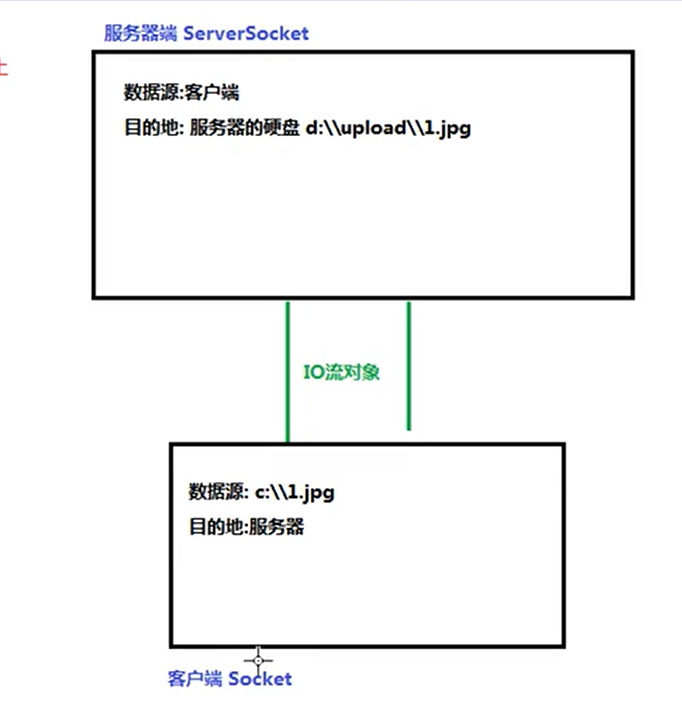 服务器端 ServerSocket
数据源:客户端
目的地: 服务器的硬盘 d:\\upload\\1.jpg
IO流对象
数据源: c:\\1.jpg
目的地:服务器
客户端 Socket